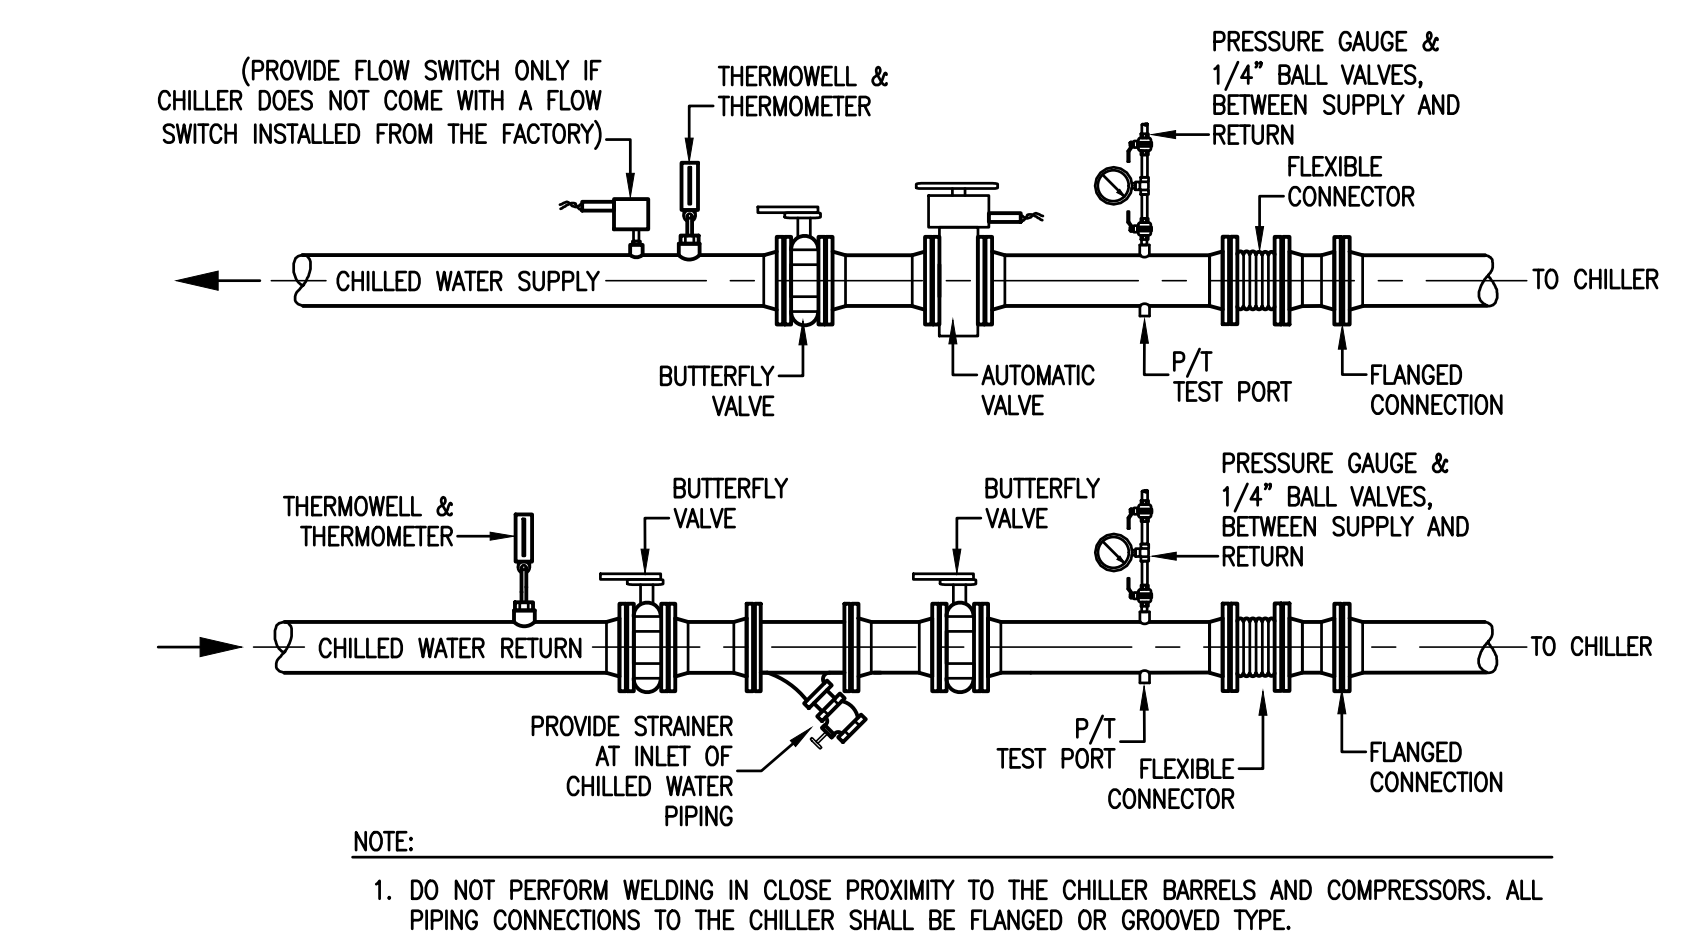 (PROVIDE FLOW SWITCH ONLY IF
CHILLER DOES NOT COME WITH A FLOW
SWITCH INSTALLED FROM THE FACTORY)
THERMOWELL &
THERMOMETER
PRESSURE GAUGE &
1/4" BALL VALVES,
BETWEEN SUPPLY AND
RETURN
FLEXIBLE
CONNECTOR
CHILLED WATER SUPPLY
TO CHILLER
BUTTERFLY
VALVE
AUTOMATIC
VALVE
P/T
TEST PORT
FLANGED
CONNECTION
THERMOWELL &
THERMOMETER
BUTTERFLY
VALVE
BUTTERFLY
VALVE
PRESSURE GAUGE &
1/4" BALL VALVES,
BETWEEN SUPPLY AND
RETURN
CHILLED WATER RETURN
TO CHILLER
PROVIDE STRAINER
AT INLET OF
CHILLED WATER
PIPING
P/T
TEST PORT
FLEXIBLE
CONNECTOR
FLANGED
CONNECTION
NOTE:
1. DO NOT PERFORM WELDING IN CLOSE PROXIMITY TO THE CHILLER BARRELS AND COMPRESSORS. ALL
PIPING CONNECTIONS TO THE CHILLER SHALL BE FLANGED OR GROOVED TYPE.